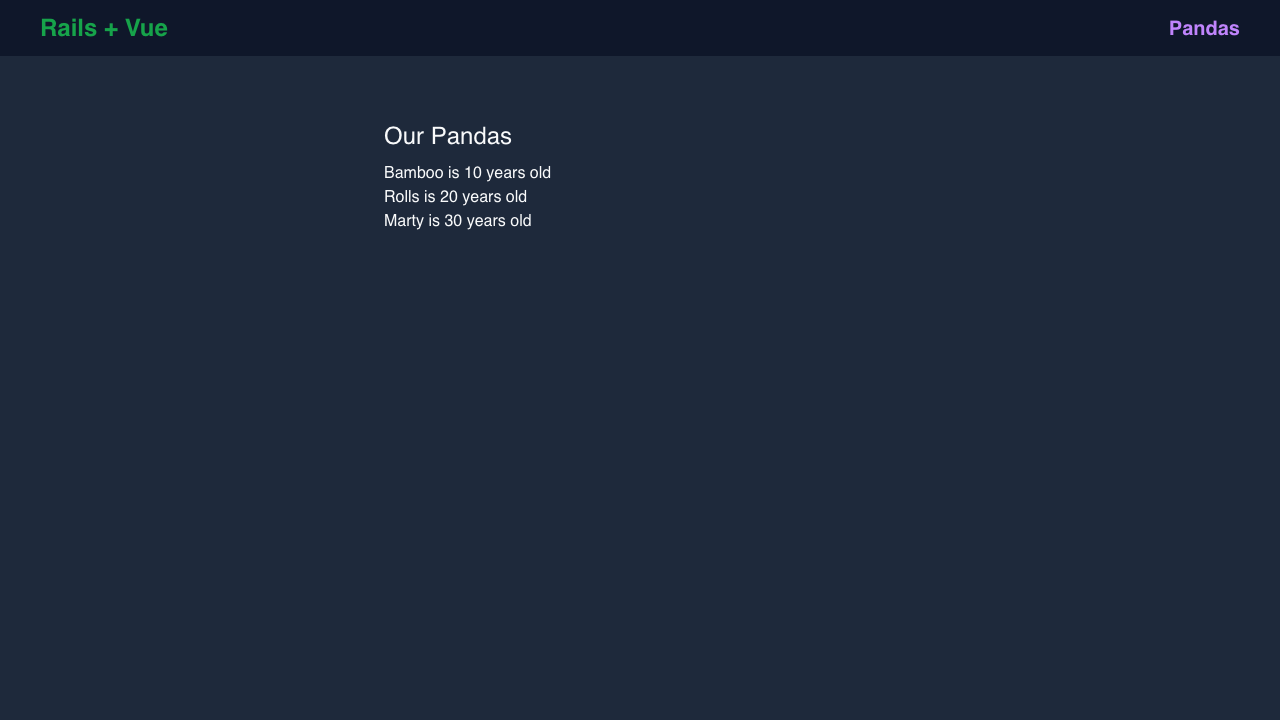 Rails + Vue
Pandas
Our Pandas
Bamboo is 10 years old
Rolls is 20 years old
Marty is 30 years old